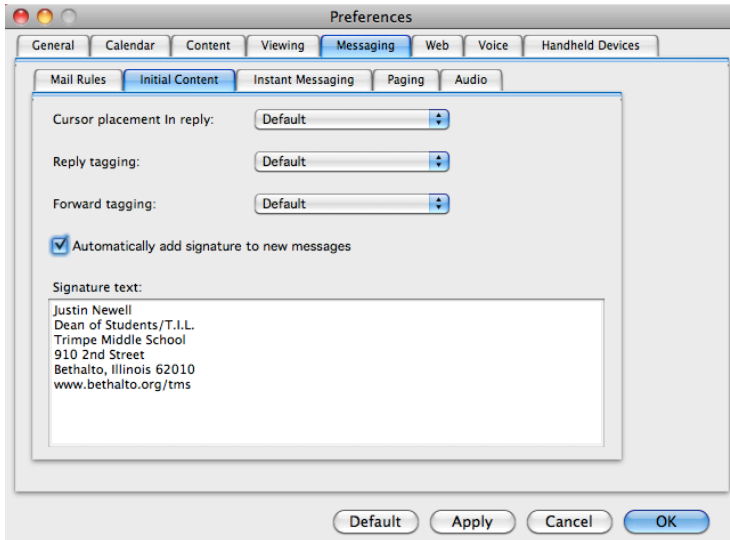 Preferences
General Calendar Content Viewing Messaging Web Voice Handheld Devices
Mail Rules Initial Content Instant Messaging Paging Audio
Cursor placement In reply: Default
Reply tagging: Default
Forward tagging: Default
Automatically add signature to new messages
Signature text:
Justin Newell
Dean of Students/T.I.L.
Trimpe Middle School
910 2nd Street
Bethalto, Illinois 62010
www.bethalto.org/tms
Default Apply Cancel OK